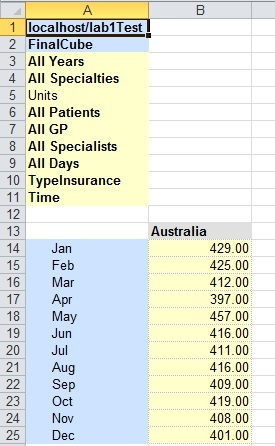 A B
1 localhost/lab1Test
2 FinalCube
3 All Years
4 All Specialties
5 Units
6 All Patients
7 All GP
8 All Specialists
9 All Days
10 TypeInsurance
11 Time
12
13 Australia
14 Jan 429.00
15 Feb 425.00
16 Mar 412.00
17 Apr 397.00
18 May 457.00
19 Jun 416.00
20 Jul 411.00
21 Aug 416.00
22 Sep 409.00
23 Oct 419.00
24 Nov 408.00
25 Dec 401.00